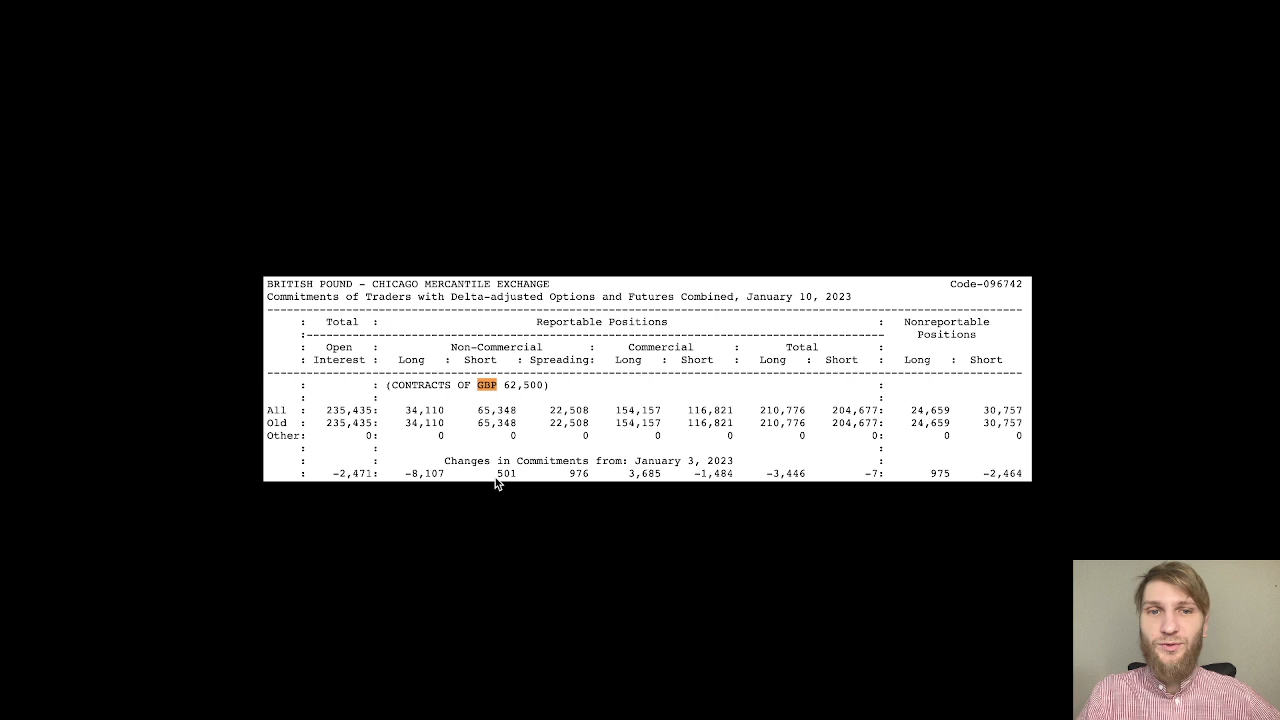 BRITISH POUND - CHICAGO MERCANTILE EXCHANGE Code-096742
Commitments of Traders with Delta-adjusted Options and Futures Combined, January 10, 2023
: Total : Reportable Positions : Nonreportable
Positions
: Open : Non-Commercial : Commercial : Total :
: Interest : Long : Short : Spreading: Long : Short : Long : Short : Long : Short
: : (CONTRACTS OF GBP 62,500) :
: : :
All : 235,435: 34,110 65,348 22,508 154,157 116,821 210,776 204,677: 24,659 30,757
Old : 235,435: 34,110 65,348 22,508 154,157 116,821 210,776 204,677: 24,659 30,757
Other: 0: 0 0 0 0 0 0 0: 0 0
: : :
: : Changes in Commitments from: January 3, 2023 :
: -2,471: -8,107 501 976 3,685 -1,484 -3,446 -7: 975 -2,464